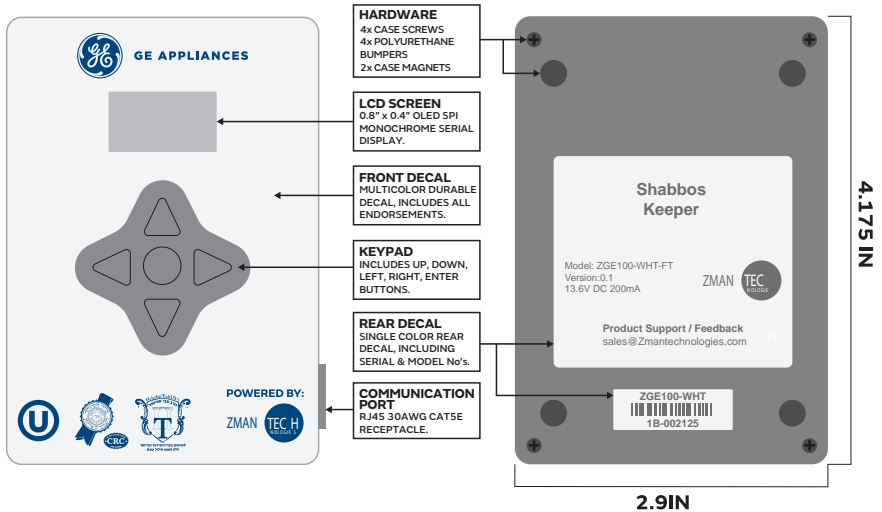 GE
GE APPLIANCES
POWERED BY:
U
CRC
T
ZMAN
TEC H
NOLOGIE S
HARDWARE
4x CASE SCREWS
4x POLYURETHANE
BUMPERS
2x CASE MAGNETS
LCD SCREEN
0.8” x 0.4” OLED SPI
MONOCHROME SERIAL
DISPLAY.
FRONT DECAL
MULTICOLOR DURABLE
DECAL, INCLUDES ALL
ENDORSEMENTS.
KEYPAD
INCLUDES UP, DOWN,
LEFT, RIGHT, ENTER
BUTTONS.
REAR DECAL
SINGLE COLOR REAR
DECAL, INCLUDING
SERIAL & MODEL No's.
COMMUNICATION
PORT
RJ45 30AWG CAT5E
RECEPTACLE.
Shabbos
Keeper
Model: ZGE100-WHT-FT
Version:0.1
13.6V DC 200mA
ZMAN
TEC
NOLOGIE
H
Product Support / Feedback
sales@Zmantechnologies.com
ZGE100-WHT
1B-002125
4.175 IN
2.9IN